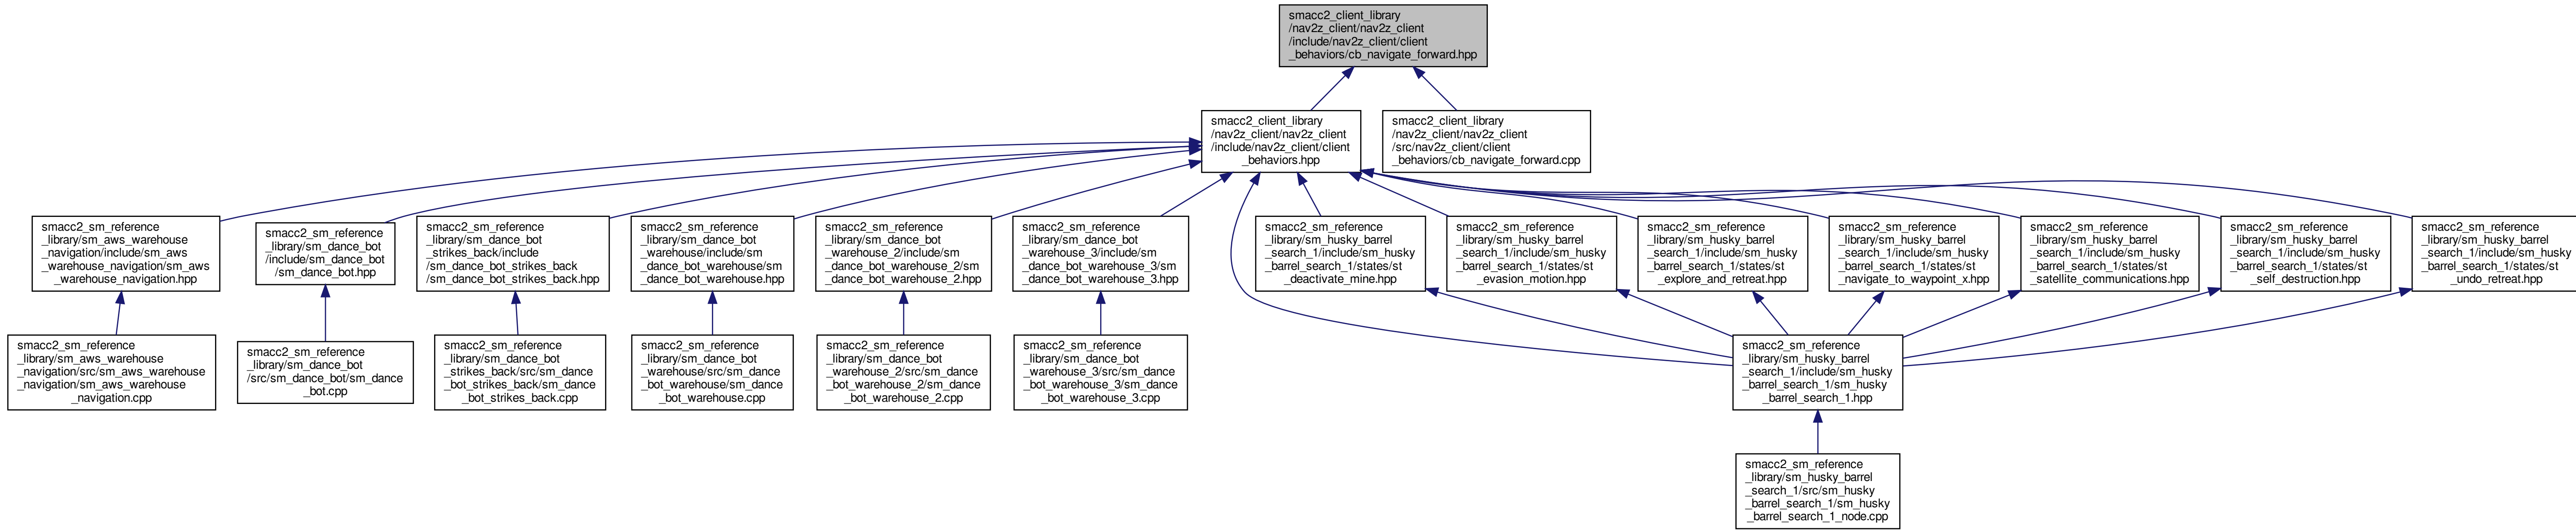 smacc2_client_library
/nav2z_client/nav2z_client
/include/nav2z_client/client
_behaviors/cb_navigate_forward.hpp
smacc2_client_library
/nav2z_client/nav2z_client
/include/nav2z_client/client
_behaviors.hpp
smacc2_client_library
/nav2z_client/nav2z_client
/src/nav2z_client/client
_behaviors/cb_navigate_forward.cpp
smacc2_sm_reference
_library/sm_aws_warehouse
_navigation/include/sm_aws
_warehouse_navigation/sm_aws
_warehouse_navigation.hpp
smacc2_sm_reference
_library/sm_dance_bot
/include/sm_dance_bot
/sm_dance_bot.hpp
smacc2_sm_reference
_library/sm_dance_bot
_strikes_back/include
/sm_dance_bot_strikes_back
/sm_dance_bot_strikes_back.hpp
smacc2_sm_reference
_library/sm_dance_bot
_warehouse/include/sm
_dance_bot_warehouse/sm
_dance_bot_warehouse.hpp
smacc2_sm_reference
_library/sm_dance_bot
_warehouse_2/include/sm
_dance_bot_warehouse_2/sm
_dance_bot_warehouse_2.hpp
smacc2_sm_reference
_library/sm_dance_bot
_warehouse_3/include/sm
_dance_bot_warehouse_3/sm
_dance_bot_warehouse_3.hpp
smacc2_sm_reference
_library/sm_husky_barrel
_search_1/include/sm_husky
_barrel_search_1/states/st
_deactivate_mine.hpp
smacc2_sm_reference
_library/sm_husky_barrel
_search_1/include/sm_husky
_barrel_search_1/states/st
_evasion_motion.hpp
smacc2_sm_reference
_library/sm_husky_barrel
_search_1/include/sm_husky
_barrel_search_1/states/st
_explore_and_retreat.hpp
smacc2_sm_reference
_library/sm_husky_barrel
_search_1/include/sm_husky
_barrel_search_1/states/st
_navigate_to_waypoint_x.hpp
smacc2_sm_reference
_library/sm_husky_barrel
_search_1/include/sm_husky
_barrel_search_1/states/st
_satellite_communications.hpp
smacc2_sm_reference
_library/sm_husky_barrel
_search_1/include/sm_husky
_barrel_search_1/states/st
_self_destruction.hpp
smacc2_sm_reference
_library/sm_husky_barrel
_search_1/include/sm_husky
_barrel_search_1/states/st
_undo_retreat.hpp
smacc2_sm_reference
_library/sm_aws_warehouse
_navigation/src/sm_aws_warehouse
_navigation/sm_aws_warehouse
_navigation.cpp
smacc2_sm_reference
_library/sm_dance_bot
/src/sm_dance_bot/sm_dance
_bot.cpp
smacc2_sm_reference
_library/sm_dance_bot
_strikes_back/src/sm_dance
_bot_strikes_back/sm_dance
_bot_strikes_back.cpp
smacc2_sm_reference
_library/sm_dance_bot
_warehouse/src/sm_dance
_bot_warehouse/sm_dance
_bot_warehouse.cpp
smacc2_sm_reference
_library/sm_dance_bot
_warehouse_2/src/sm_dance
_bot_warehouse_2/sm_dance
_bot_warehouse_2.cpp
smacc2_sm_reference
_library/sm_dance_bot
_warehouse_3/src/sm_dance
_bot_warehouse_3/sm_dance
_bot_warehouse_3.cpp
smacc2_sm_reference
_library/sm_husky_barrel
_search_1/include/sm_husky
_barrel_search_1/sm_husky
_barrel_search_1.hpp
smacc2_sm_reference
_library/sm_husky_barrel
_search_1/src/sm_husky
_barrel_search_1/sm_husky
_barrel_search_1_node.cpp